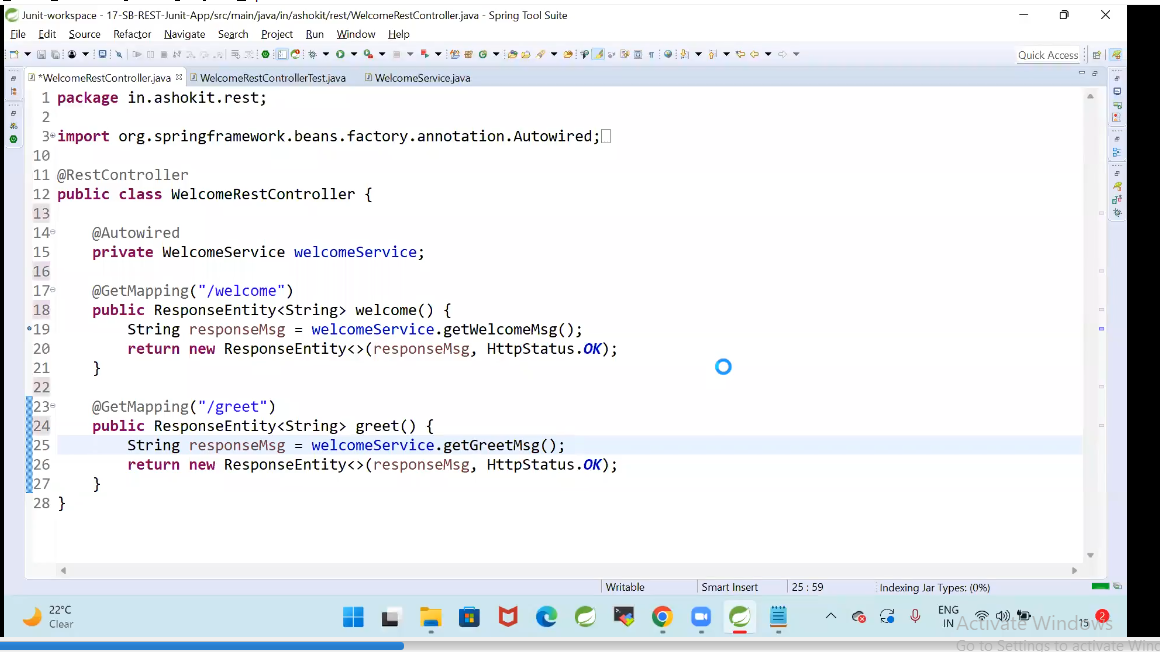 Junit-workspace - 17-SB-REST-Junit-App/src/main/java/in/ashokit/rest/WelcomeRestController.java - Spring Tool Suite
File Edit Source Refactor Navigate Search Project Run Window Help
Quick Access
*WelcomeRestController.java WelcomeRestControllerTest.java WelcomeService.java
1 package in.ashokit.rest;
2
3 import org.springframework.beans.factory.annotation.Autowired;
10
11 @RestController
12 public class WelcomeRestController {
13
14 @Autowired
15 private WelcomeService welcomeService;
16
17 @GetMapping("/welcome")
18 public ResponseEntity<String> welcome() {
19 String responseMsg = welcomeService.getWelcomeMsg();
20 return new ResponseEntity<>(responseMsg, HttpStatus.OK);
21 }
22
23 @GetMapping("/greet")
24 public ResponseEntity<String> greet() {
25 String responseMsg = welcomeService.getGreetMsg();
26 return new ResponseEntity<>(responseMsg, HttpStatus.OK);
27 }
28 }
Writable Smart Insert 25 : 59 Indexing Jar Types: (0%)
22°C
Clear
ENG
IN
15
2
Activate Windows
Go to Settings to activate Win